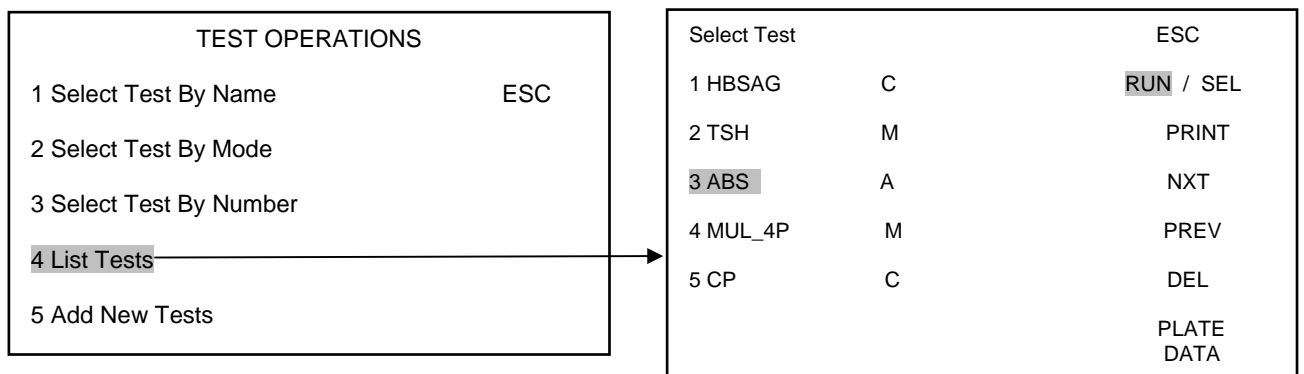 TEST OPERATIONS
1 Select Test By Name ESC
2 Select Test By Mode
3 Select Test By Number
4 List Tests
5 Add New Tests
Select Test ESC
1 HBSAG C RUN / SEL
2 TSH M PRINT
3 ABS A NXT
4 MUL_4P M PREV
5 CP C DEL
PLATE
DATA